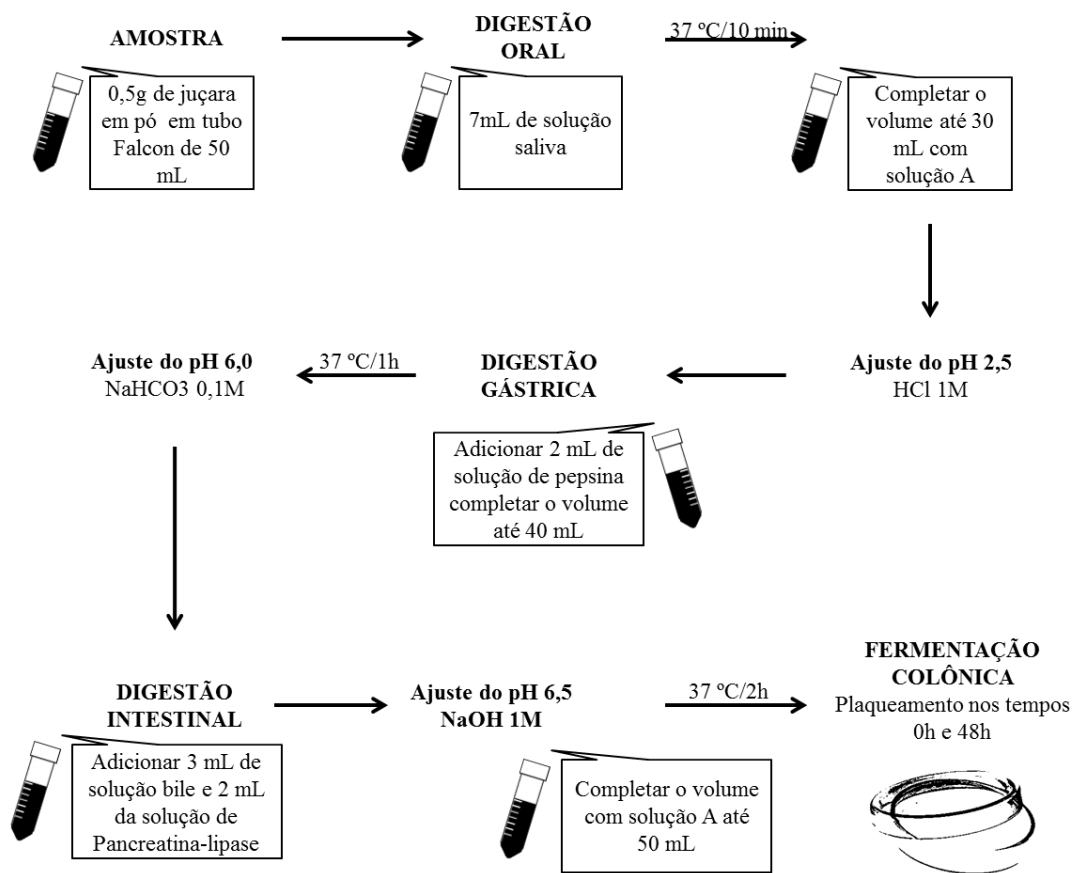 AMOSTRA
0,5g de juçara
em pó em tubo
Falcon de 50
mL
DIGESTÃO
ORAL
7mL de solução
saliva
37 ºC/10 min
Completar o
volume até 30
mL com
solução A
Ajuste do pH 2,5
HCl 1M
DIGESTÃO
GÁSTRICA
Adicionar 2 mL de
solução de pepsina
completar o volume
até 40 mL
37 ºC/1h
Ajuste do pH 6,0
NaHCO3 0,1M
DIGESTÃO
INTESTINAL
Adicionar 3 mL de
solução bile e 2 mL
da solução de
Pancreatina-lipase
Ajuste do pH 6,5
NaOH 1M
Completar o volume
com solução A até
50 mL
37 ºC/2h
FERMENTAÇÃO
COLÔNICA
Plaqueamento nos tempos
0h e 48h